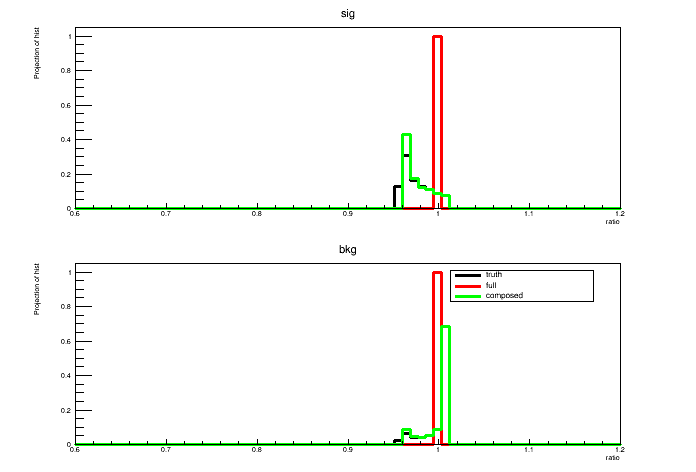 sig
Projection of hist
1
0.8
0.6
0.4
0.2
0
0.6 0.7 0.8 0.9 1 1.1 1.2
ratio
bkg
Projection of hist
1
0.8
0.6
0.4
0.2
0
truth
full
composed
0.6 0.7 0.8 0.9 1 1.1 1.2
ratio